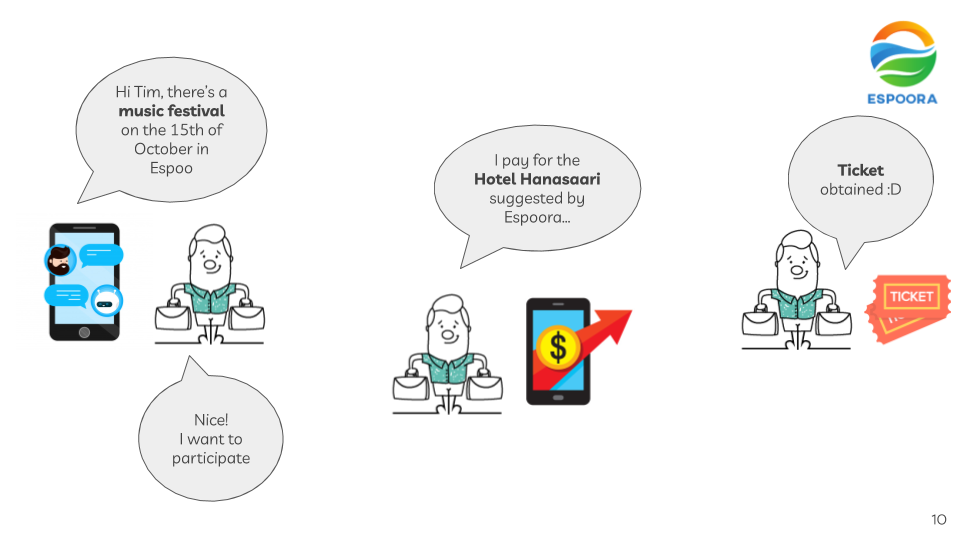 Hi Tim, there's a
music festival
on the 15th of
October in
Espoo
Nice!
I want to
participate
I pay for the
Hotel Hanasaari
suggested by
Espoora...
$
ESPOORA
Ticket
obtained :D
TICKET
10